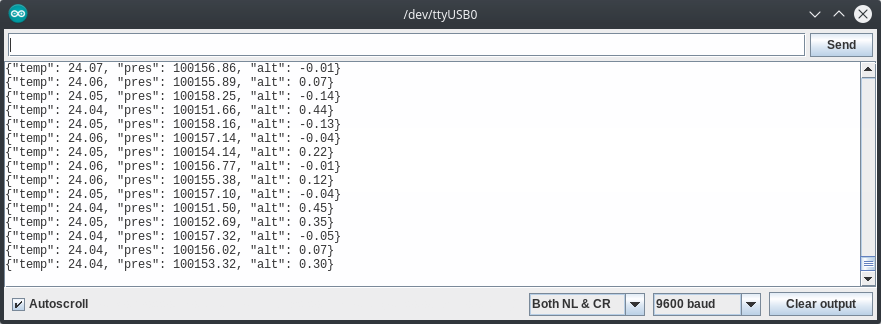 /dev/ttyUSB0
Send
{"temp": 24.07, "pres": 100156.86, "alt": -0.01}
{"temp": 24.06, "pres": 100155.89, "alt": 0.07}
{"temp": 24.05, "pres": 100158.25, "alt": -0.14}
{"temp": 24.04, "pres": 100151.66, "alt": 0.44}
{"temp": 24.05, "pres": 100158.16, "alt": -0.13}
{"temp": 24.06, "pres": 100157.14, "alt": -0.04}
{"temp": 24.05, "pres": 100154.14, "alt": 0.22}
{"temp": 24.06, "pres": 100156.77, "alt": -0.01}
{"temp": 24.06, "pres": 100155.38, "alt": 0.12}
{"temp": 24.05, "pres": 100157.10, "alt": -0.04}
{"temp": 24.04, "pres": 100151.50, "alt": 0.45}
{"temp": 24.05, "pres": 100152.69, "alt": 0.35}
{"temp": 24.04, "pres": 100157.32, "alt": -0.05}
{"temp": 24.04, "pres": 100156.02, "alt": 0.07}
{"temp": 24.04, "pres": 100153.32, "alt": 0.30}
Autoscroll Both NL & CR 9600 baud Clear output